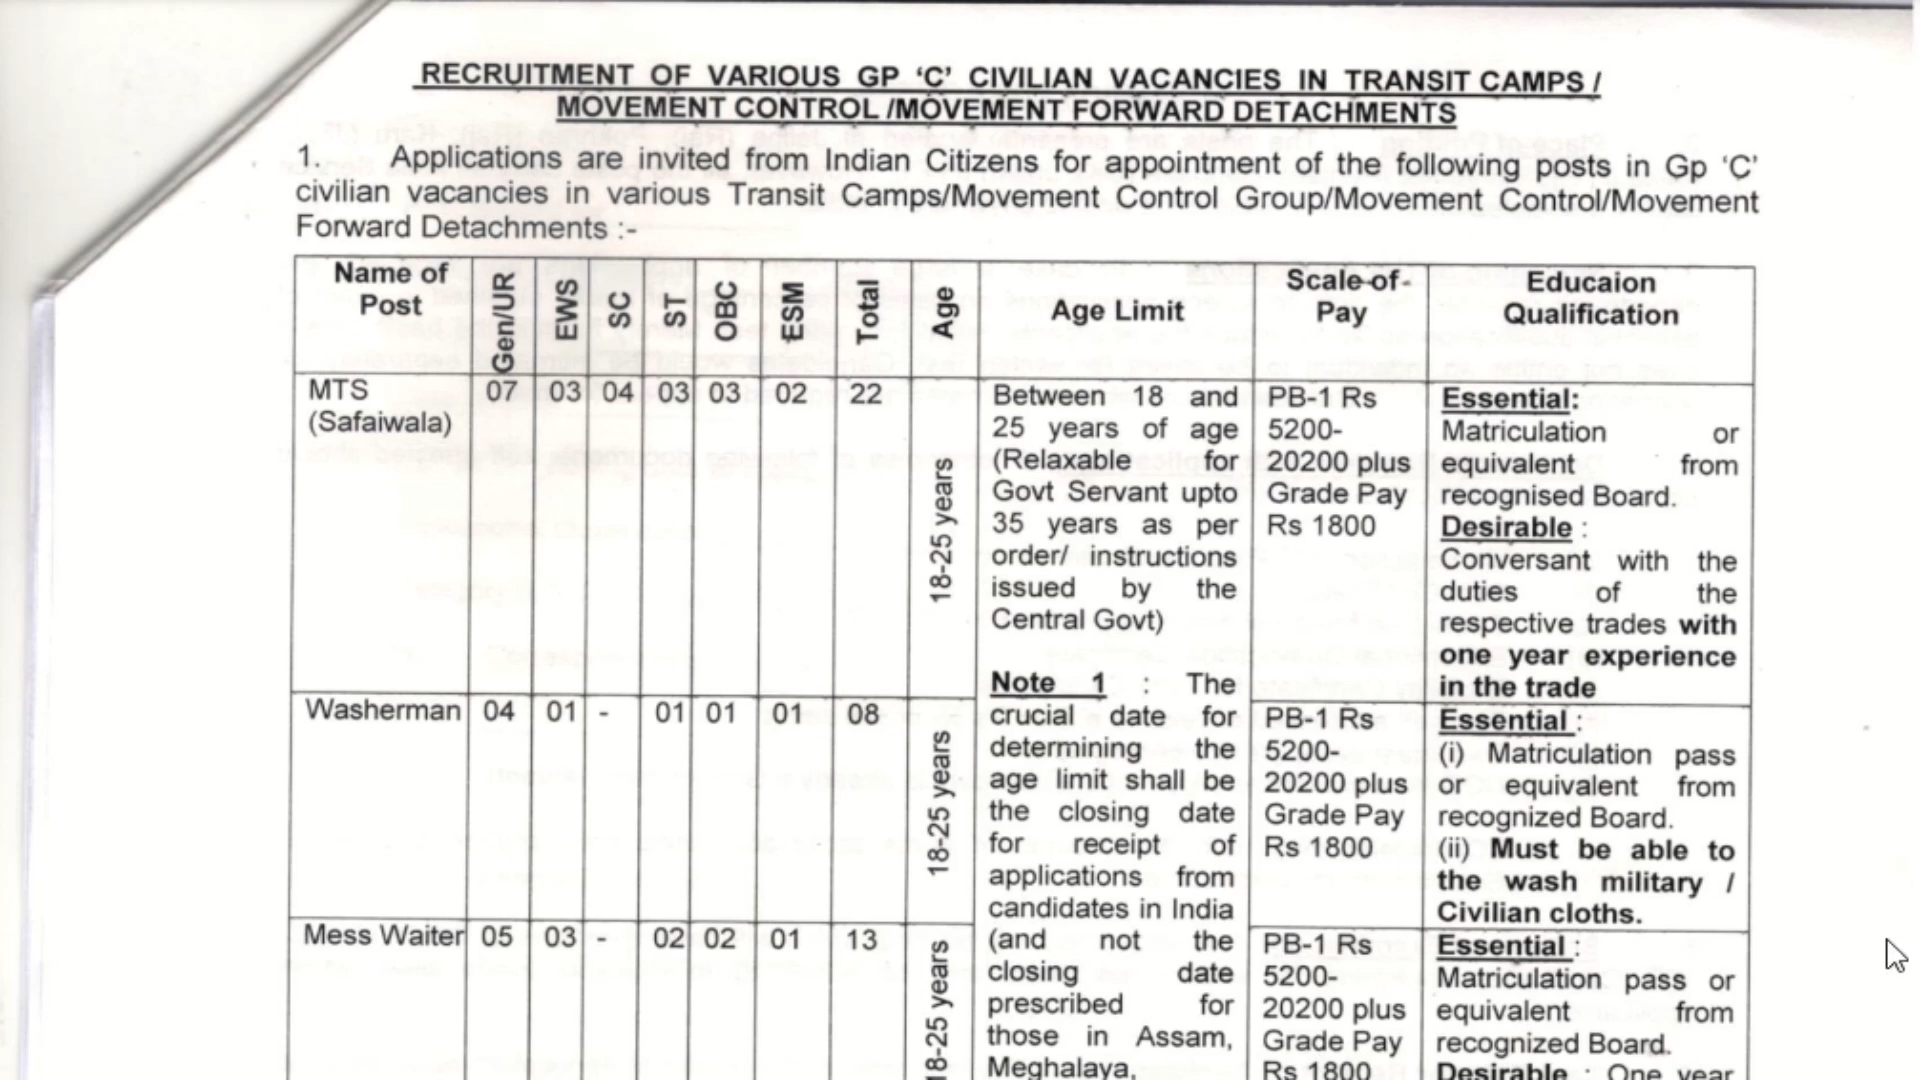 RECRUITMENT OF VARIOUS GP ‘C’ CIVILIAN VACANCIES IN TRANSIT CAMPS /
MOVEMENT CONTROL /MOVEMENT FORWARD DETACHMENTS
1. Applications are invited from Indian Citizens for appointment of the following posts in Gp ‘C’
civilian vacancies in various Transit Camps/Movement Control Group/Movement Control/Movement
Forward Detachments :-
Name of
Post
Gen/UR
EWS
SC
ST
OBC
ESM
Total
Age
Age Limit
Scale-of-
Pay
Educaion
Qualification
MTS
(Safaiwala)
07 03 04 03 03 02 22
18-25 years
Between 18 and
25 years of age
(Relaxable for
Govt Servant upto
35 years as per
order/ instructions
issued by the
Central Govt)
Note 1 : The
crucial date for
determining the
age limit shall be
the closing date
for receipt of
applications from
candidates in India
(and not the
closing date
prescribed for
those in Assam,
Meghalaya,
PB-1 Rs
5200-
20200 plus
Grade Pay
Rs 1800
Essential:
Matriculation or
equivalent from
recognised Board.
Desirable :
Conversant with the
duties of the
respective trades with
one year experience
in the trade
Washerman 04 01 - 01 01 01 08
18-25 years
PB-1 Rs
5200-
20200 plus
Grade Pay
Rs 1800
Essential :
(i) Matriculation pass
or equivalent from
recognized Board.
(ii) Must be able to
the wash military /
Civilian cloths.
Mess Waiter 05 03 - 02 02 01 13
18-25 years
PB-1 Rs
5200-
20200 plus
Grade Pay
Rs 1800
Essential :
Matriculation pass or
equivalent from
recognized Board.
Desirable : One year